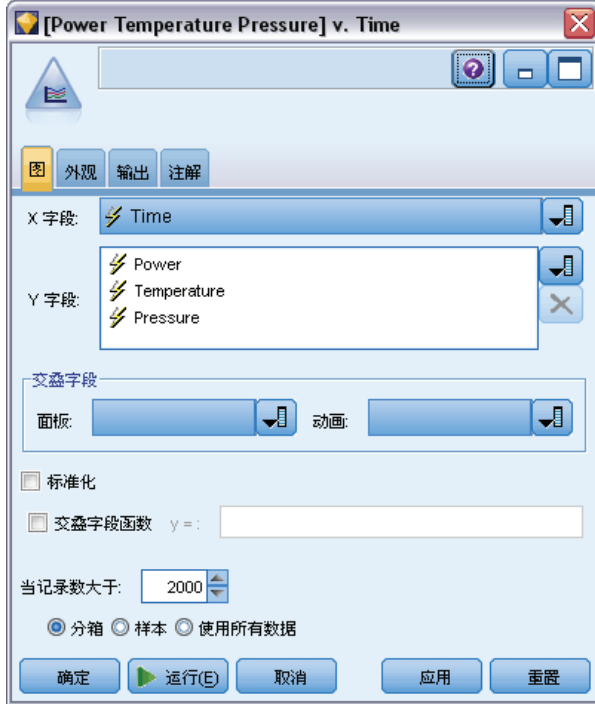 [Power Temperature Pressure] v. Time
图 外观 输出 注解
X 字段: Time
Y 字段: Power
Temperature
Pressure
交叠字段
面板: 动画:
标准化
交叠字段函数 y = :
当记录数大于: 2000
分箱 样本 使用所有数据
确定 运行(E) 取消 应用 重置